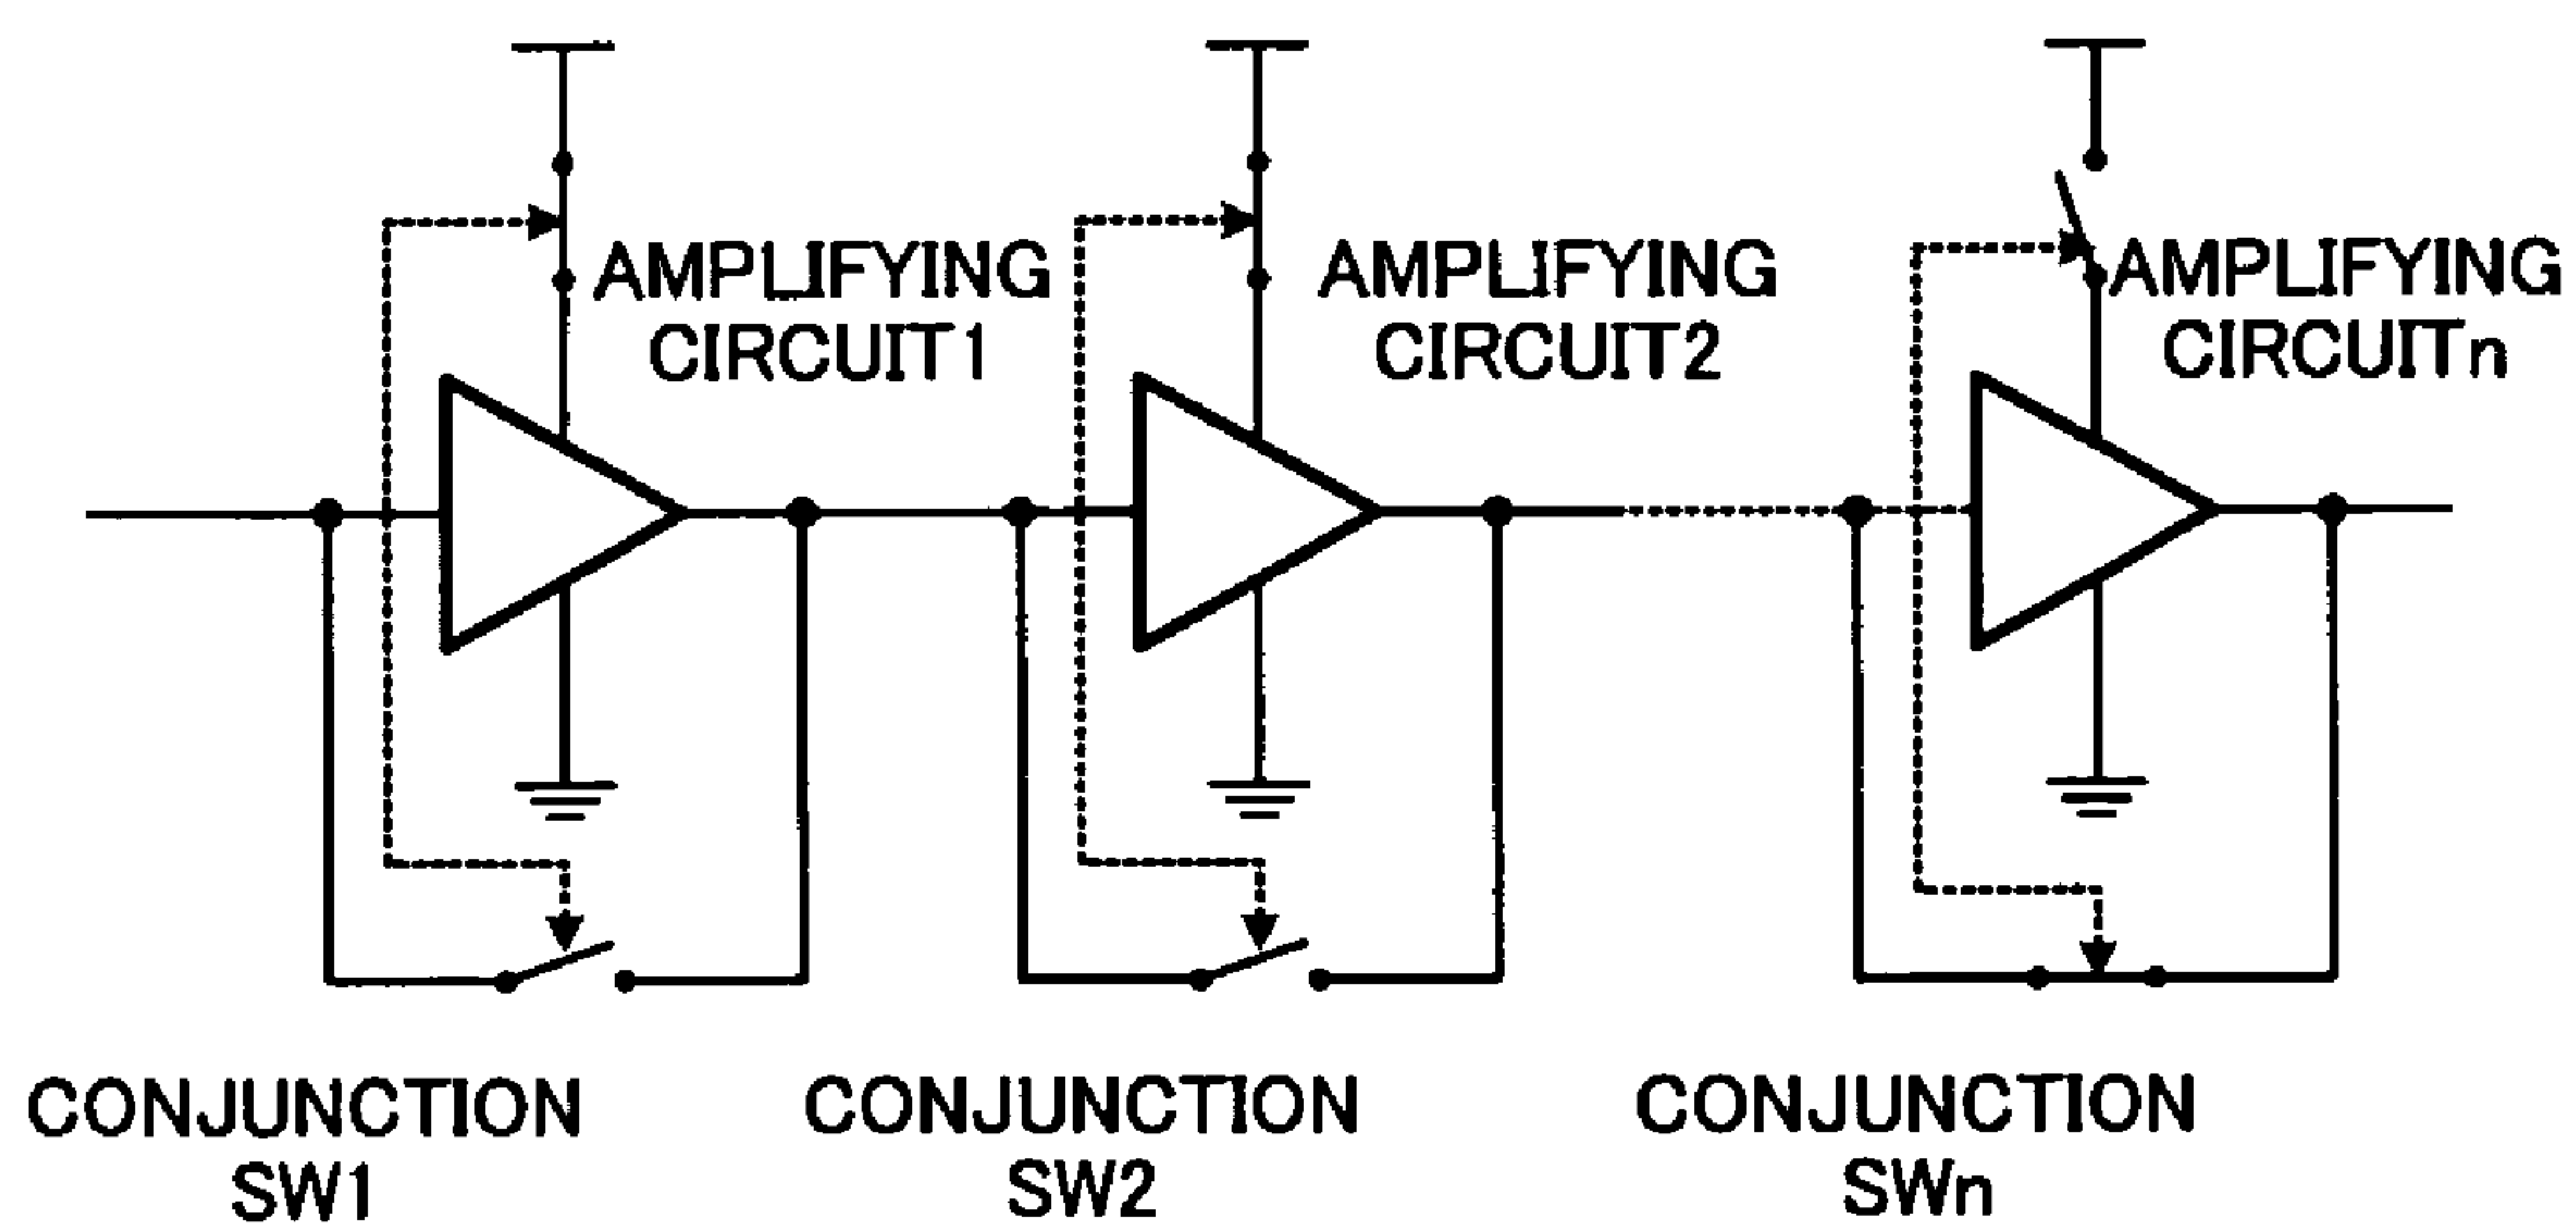 AMPLIFYING
CIRCUIT1
AMPLIFYING
CIRCUIT2
AMPLIFYING
CIRCUITn
CONJUNCTION
SW1
CONJUNCTION
SW2
CONJUNCTION
SWn